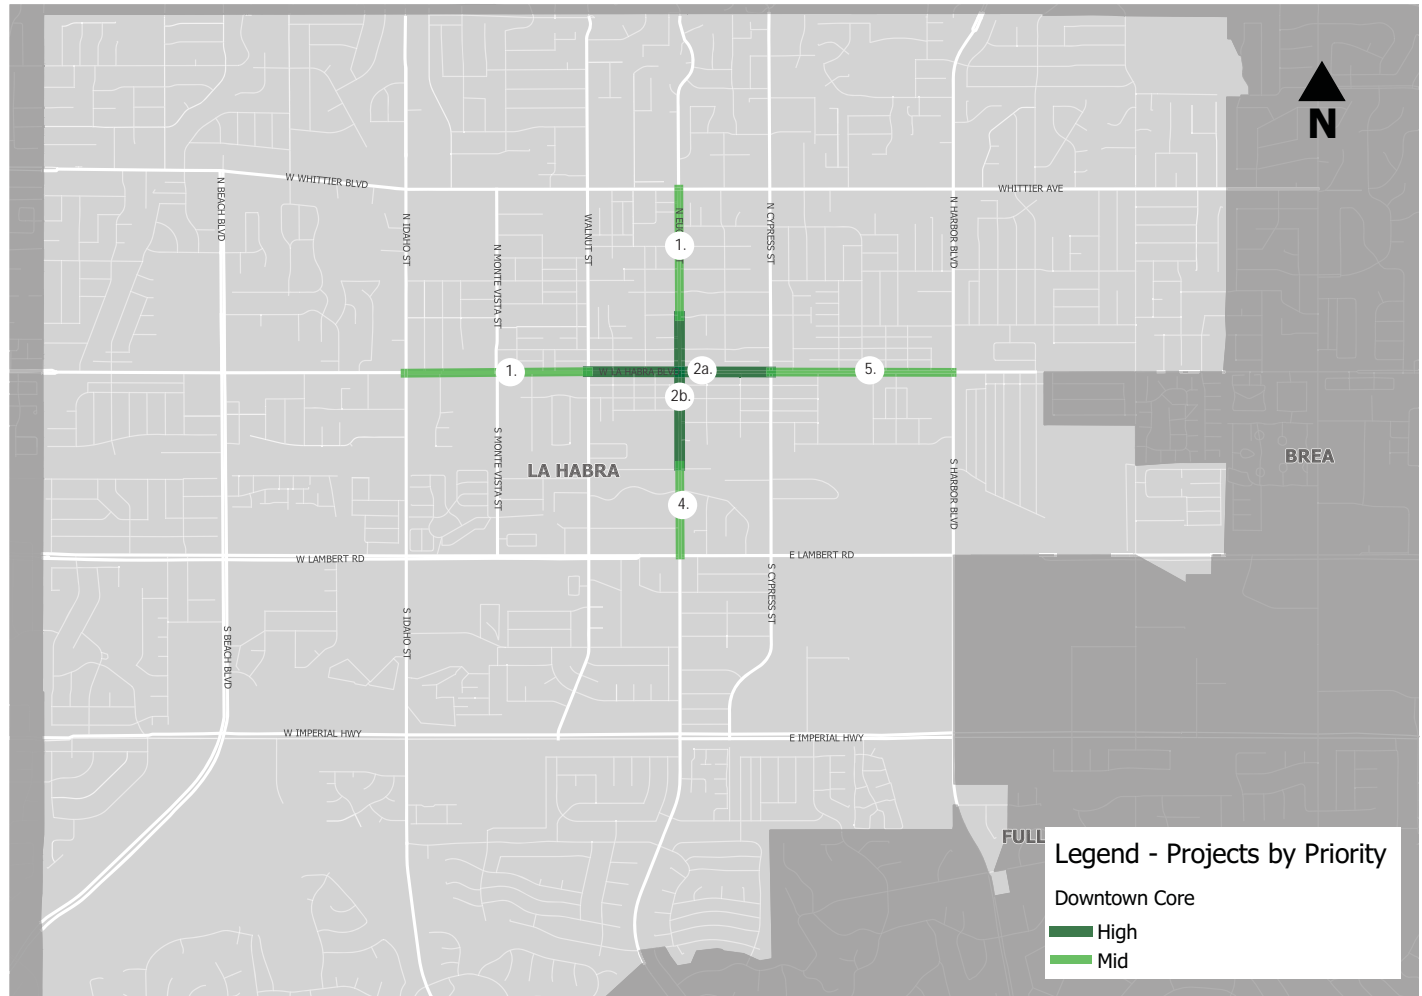 N
W WHITTIER BLVD
WHITTIER AVE
N BEACH BLVD
N IDAHO ST
N MONTE VISTA ST
WALNUT ST
1.
N CYPRESS ST
N HARBOR BLVD
1.
W LA HABRA BLVD
2a.
5.
2b.
S MONTE VISTA ST
LA HABRA
4.
S HARBOR BLVD
BREA
W LAMBERT RD
E LAMBERT RD
S CYPRESS ST
S IDAHO ST
S BEACH BLVD
W IMPERIAL HWY
E IMPERIAL HWY
FULL
Legend - Projects by Priority
Downtown Core
High
Mid